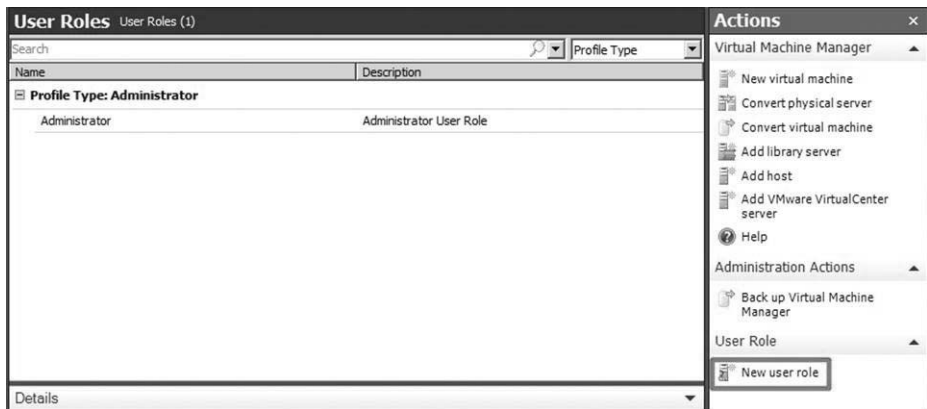 User Roles User Roles (1)
Search
Profile Type
Name Description
Profile Type: Administrator
Administrator Administrator User Role
Details
Actions
Virtual Machine Manager
New virtual machine
Convert physical server
Convert virtual machine
Add library server
Add host
Add VMware VirtualCenter
server
Help
Administration Actions
Back up Virtual Machine
Manager
User Role
New user role